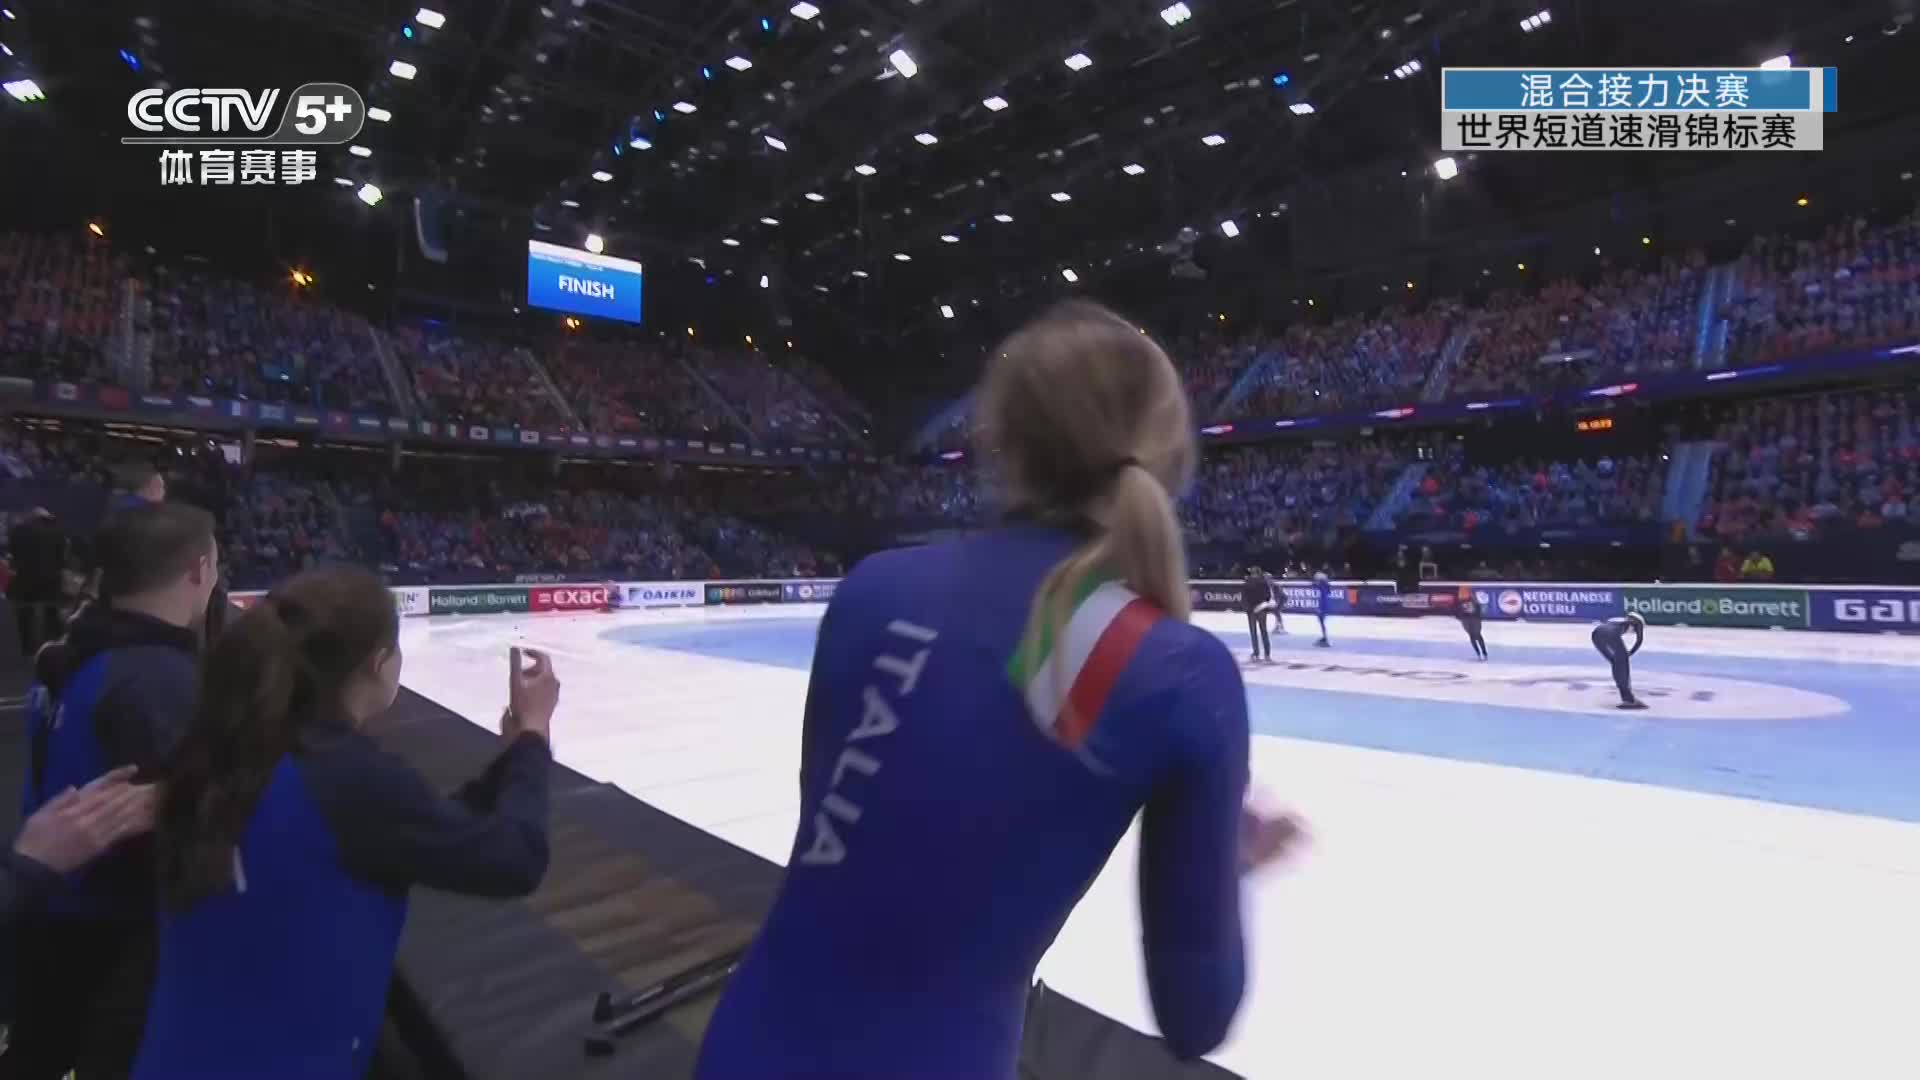 CCTV 5+
体育赛事
混合接力决赛
世界短道速滑锦标赛
FINISH
Holland & Barrett
exact
DAIKIN
NEDERLANDSE
LOTERIJ
Holland & Barrett
ITALIA